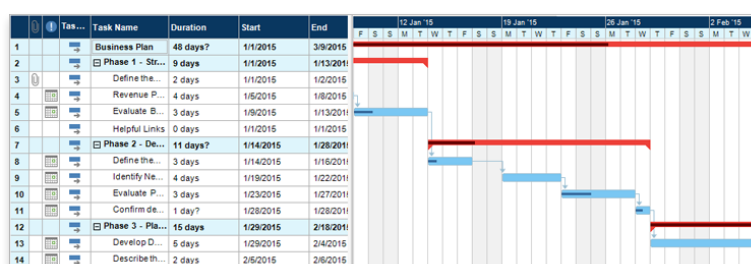 Tas... Task Name Duration Start End 12 Jan '15 19 Jan '15 26 Jan '15 2 Feb '15
F S S M T W T F S S M T W T F S S M T W T F S S M T W
1 Business Plan 48 days? 1/1/2015 3/9/2015
2 Phase 1 - Str... 9 days 1/1/2015 1/13/201
3 Define the... 2 days 1/1/2015 1/2/2015
4 Revenue P... 4 days 1/5/2015 1/8/2015
5 Evaluate B... 3 days 1/9/2015 1/13/201
6 Helpful Links 0 days 1/1/2015 1/1/2015
7 Phase 2 - De... 11 days? 1/14/2015 1/28/201
8 Define the... 3 days 1/14/2015 1/16/201
9 Identify Ne... 4 days 1/19/2015 1/22/201
10 Evaluate P... 3 days 1/23/2015 1/27/201
11 Confirm de... 1 day? 1/28/2015 1/28/201
12 Phase 3 - Pla... 15 days 1/29/2015 2/18/201
13 Develop D... 5 days 1/29/2015 2/4/2015
14 Describe th... 2 days 2/5/2015 2/6/2015